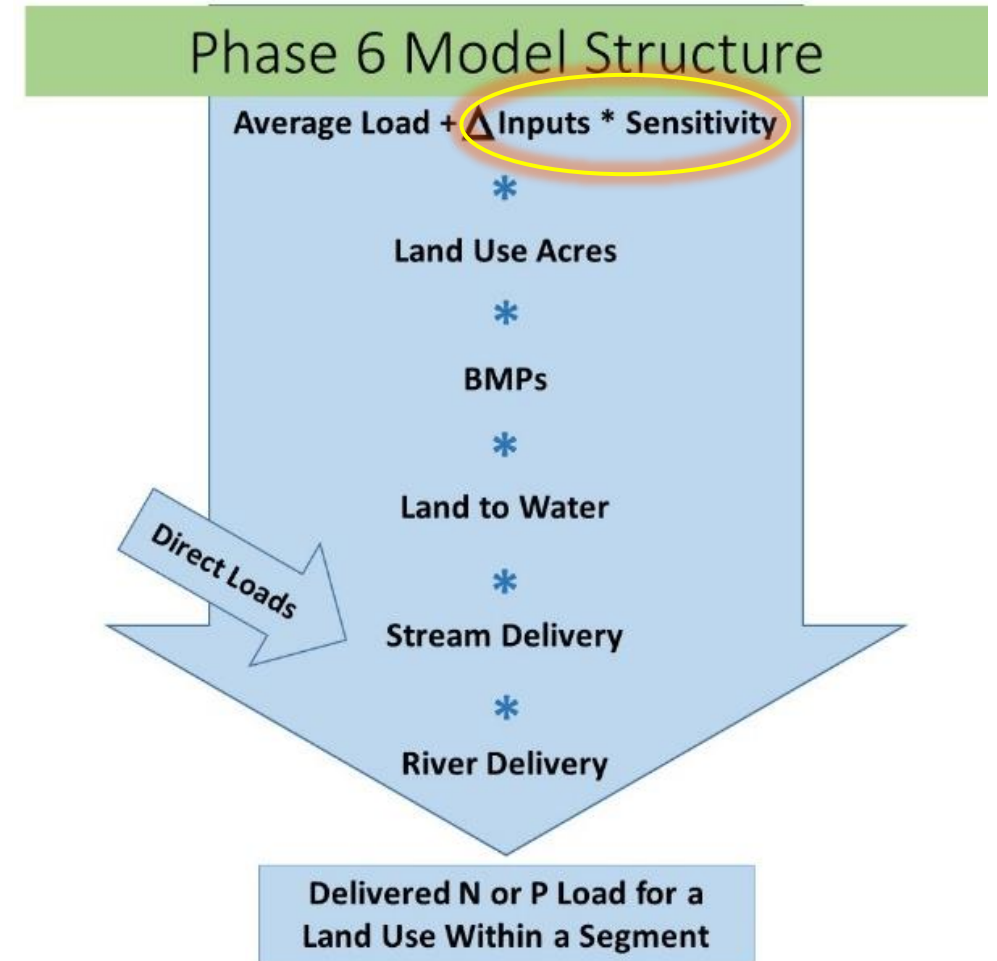 Phase 6 Model Structure
Average Load + Δ Inputs * Sensitivity
*
Land Use Acres
*
BMPs
*
Land to Water
*
Direct Loads
Stream Delivery
*
River Delivery
Delivered N or P Load for a
Land Use Within a Segment